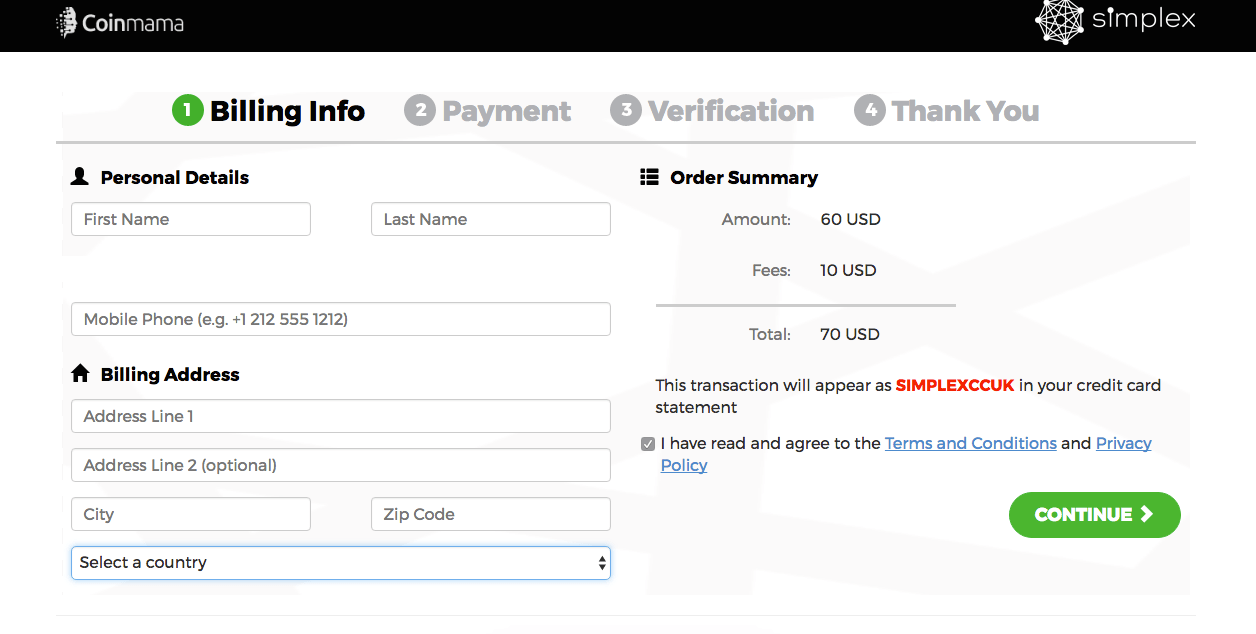 Coinmama
simplex
1 Billing Info 2 Payment 3 Verification 4 Thank You
Personal Details
First Name Last Name
Mobile Phone (e.g. +1 212 555 1212)
Billing Address
Address Line 1
Address Line 2 (optional)
City Zip Code
Select a country
Order Summary
Amount: 60 USD
Fees: 10 USD
Total: 70 USD
This transaction will appear as SIMPLEXCCUK in your credit card
statement
I have read and agree to the Terms and Conditions and Privacy
Policy
CONTINUE